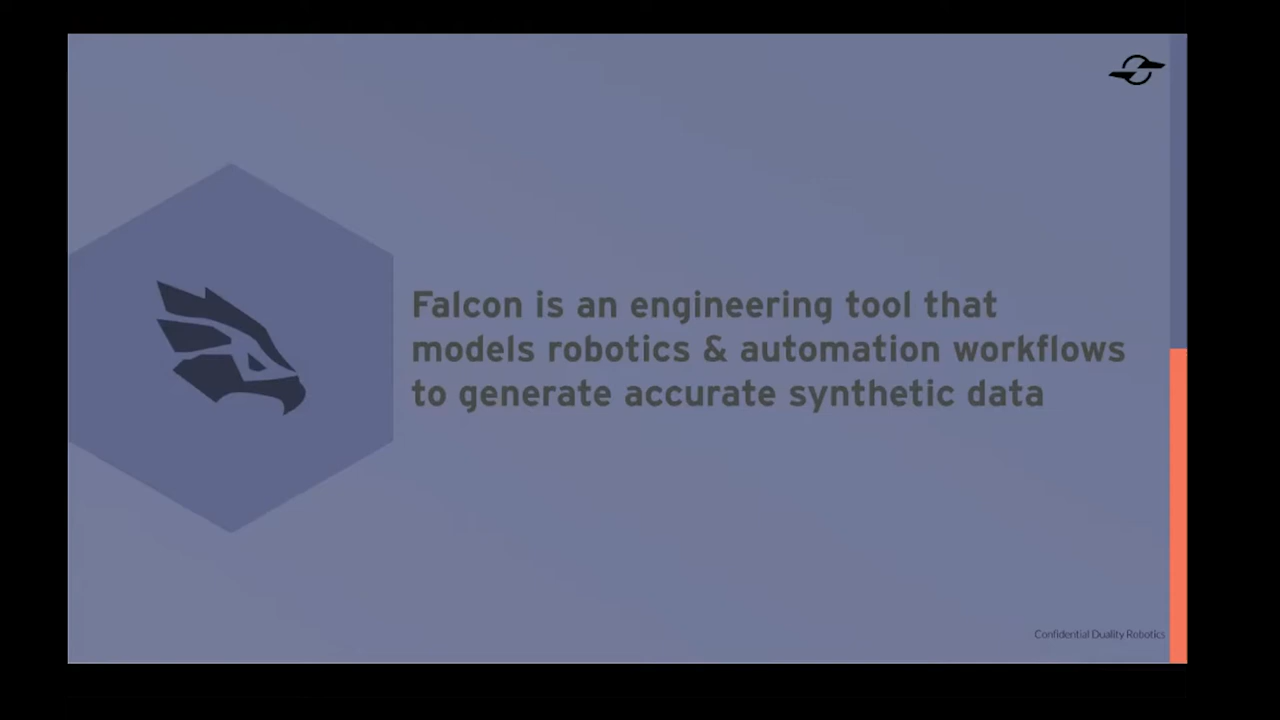 Falcon is an engineering tool that
models robotics & automation workflows
to generate accurate synthetic data
Confidential Duality Robotics